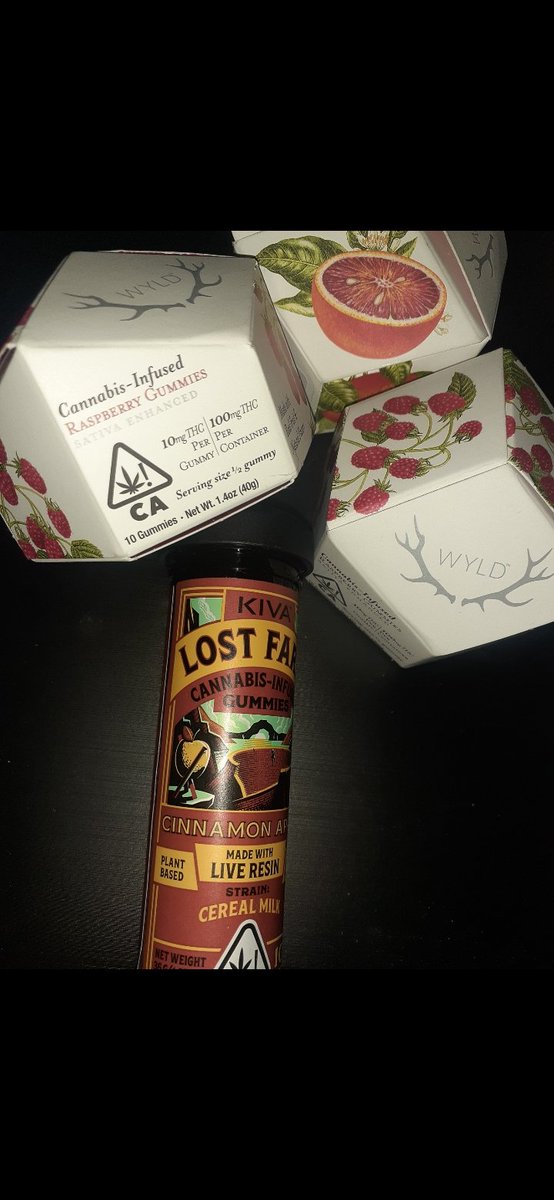 WYLD
Cannabis-Infused
RASPBERRY GUMMIES
SATIVA ENHANCED
10mg THC PER GUMMY
100mg THC PER CONTAINER
Serving size ½ gummy
CA
10 Gummies • Net Wt. 1.4oz (40g)
WYLD®
Cannabis-Infused
KIVA
LOST FA
CANNABIS-INFU
GUMMIES
CINNAMON AP
PLANT BASED
MADE WITH
LIVE RESIN
STRAIN:
CEREAL MILK
NET WEIGHT